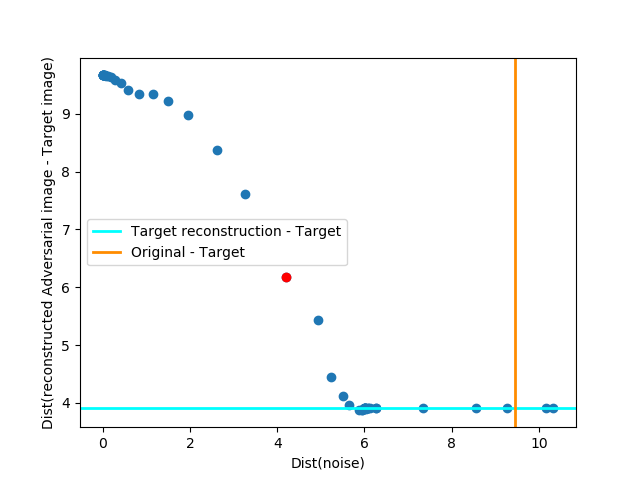 Dist(reconstructed Adversarial image - Target image)
9
8
7
6
5
4
Target reconstruction - Target
Original - Target
0 2 4 6 8 10
Dist(noise)